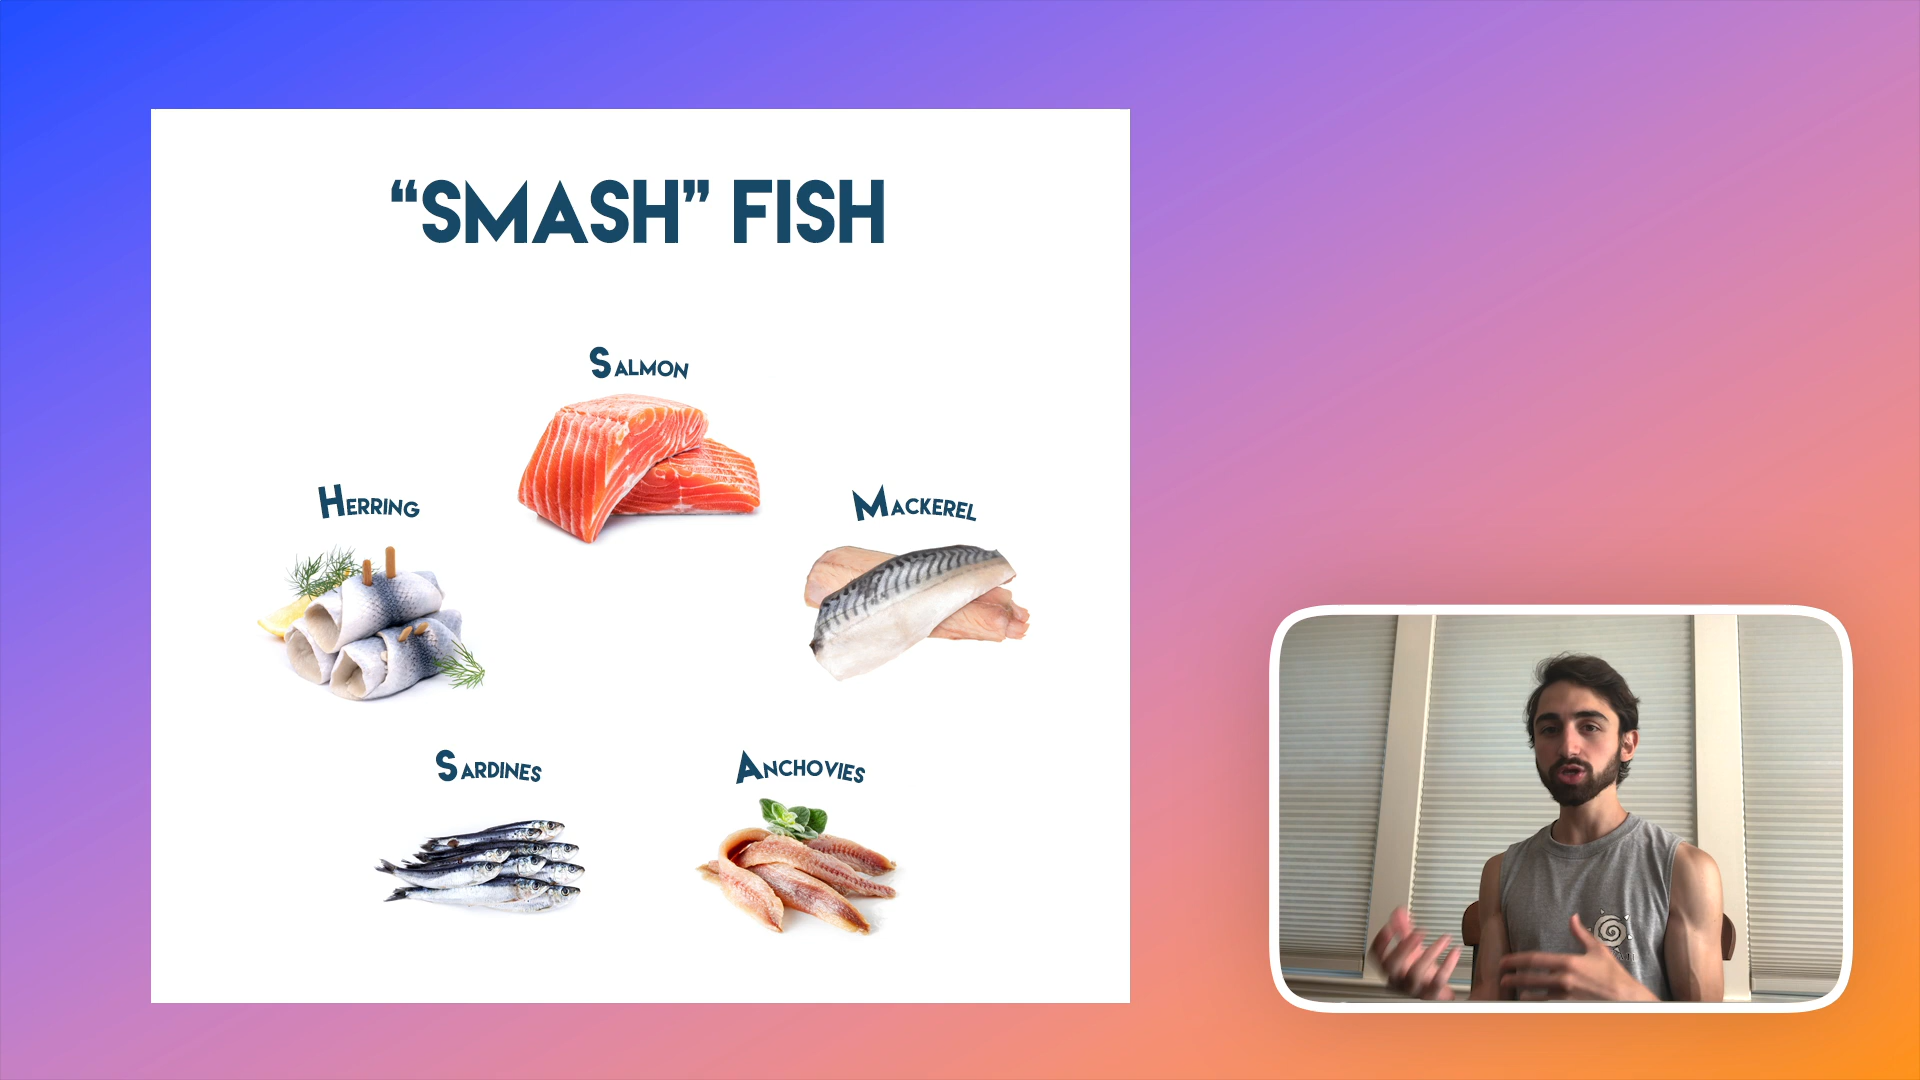 “SMASH” FISH
SALMON
HERRING
MACKEREL
SARDINES
ANCHOVIES